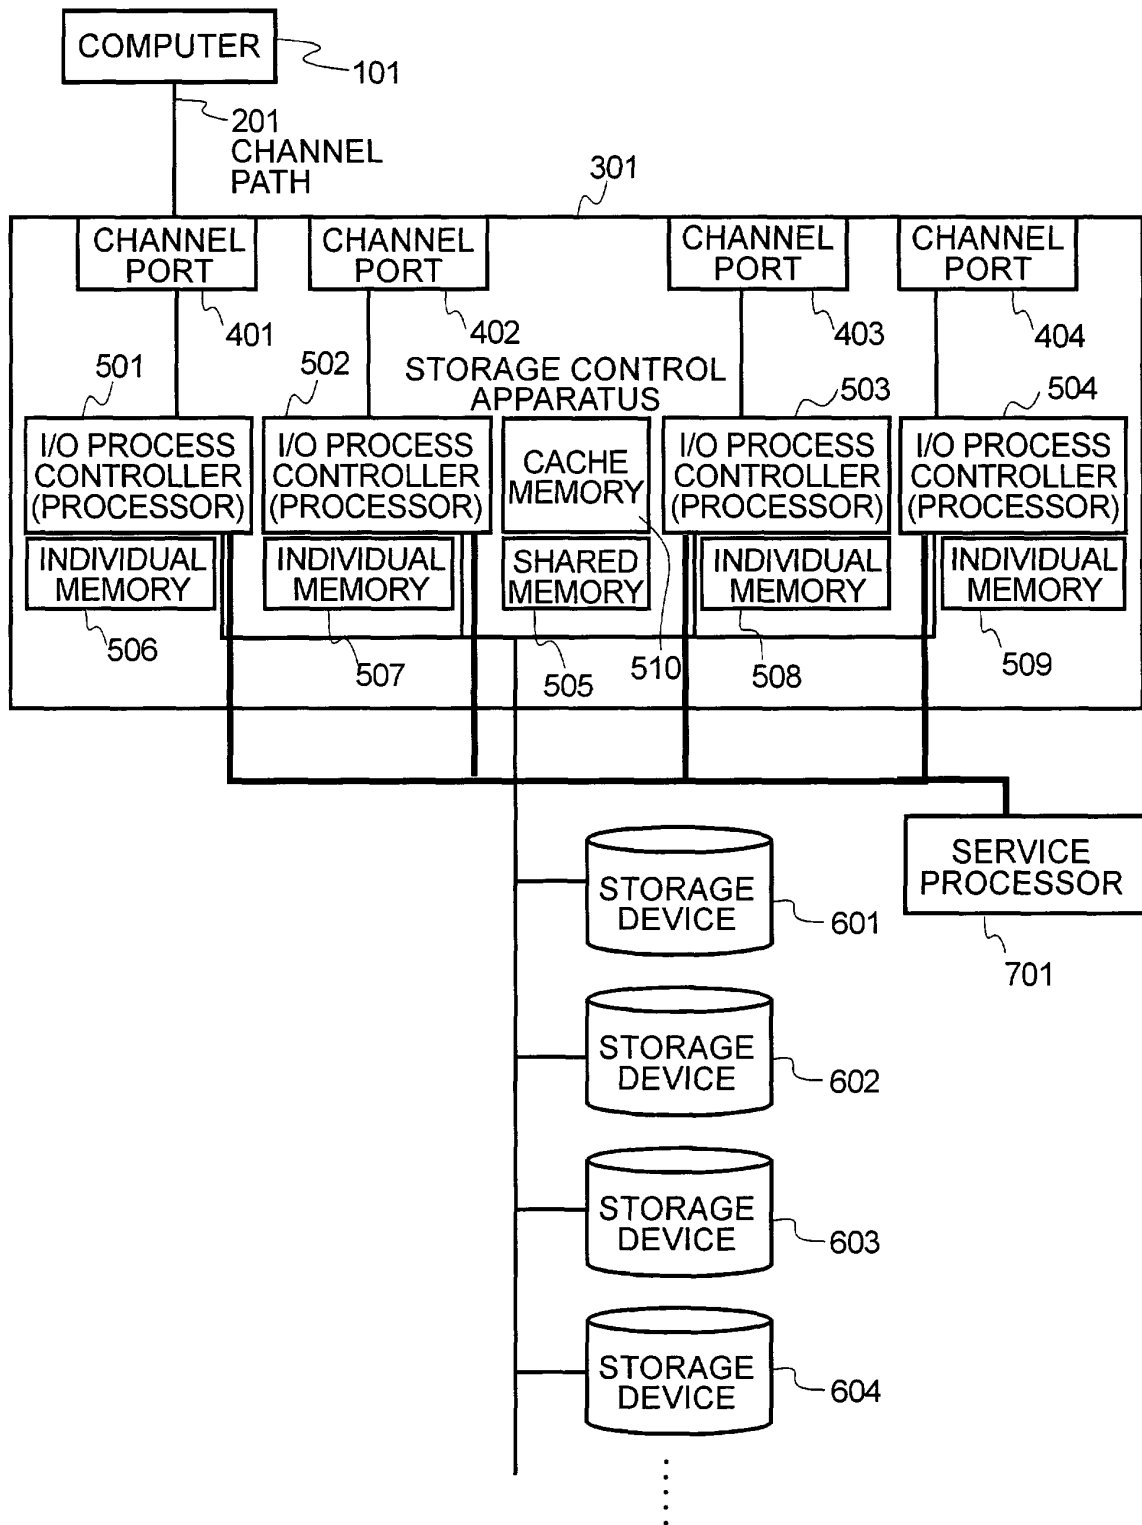 COMPUTER
101
201
CHANNEL
PATH
301
CHANNEL
PORT
CHANNEL
PORT
CHANNEL
PORT
CHANNEL
PORT
401
402
403
404
STORAGE CONTROL
APPARATUS
501
502
503
504
I/O PROCESS
CONTROLLER
(PROCESSOR)
I/O PROCESS
CONTROLLER
(PROCESSOR)
CACHE
MEMORY
I/O PROCESS
CONTROLLER
(PROCESSOR)
I/O PROCESS
CONTROLLER
(PROCESSOR)
INDIVIDUAL
MEMORY
INDIVIDUAL
MEMORY
SHARED
MEMORY
INDIVIDUAL
MEMORY
INDIVIDUAL
MEMORY
506
507
505
510
508
509
SERVICE
PROCESSOR
701
STORAGE
DEVICE
601
STORAGE
DEVICE
602
STORAGE
DEVICE
603
STORAGE
DEVICE
604